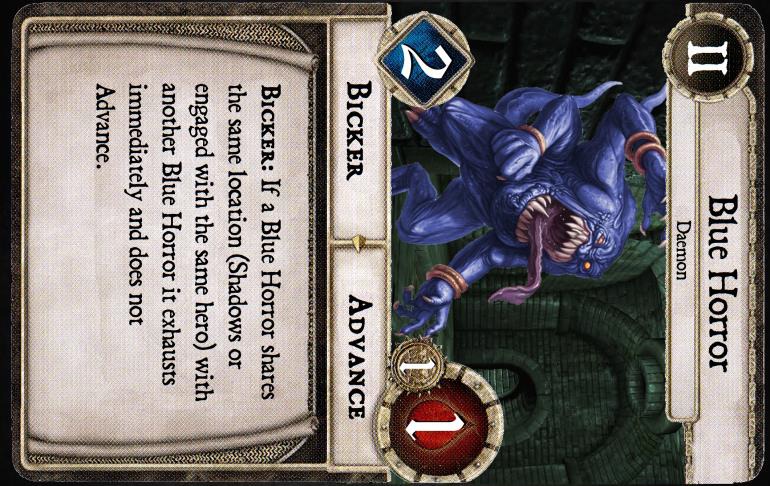 II
Blue Horror
Daemon
2
1
1
BICKER
ADVANCE
BICKER: If a Blue Horror shares
the same location (Shadows or
engaged with the same hero) with
another Blue Horror it exhausts
immediately and does not
Advance.